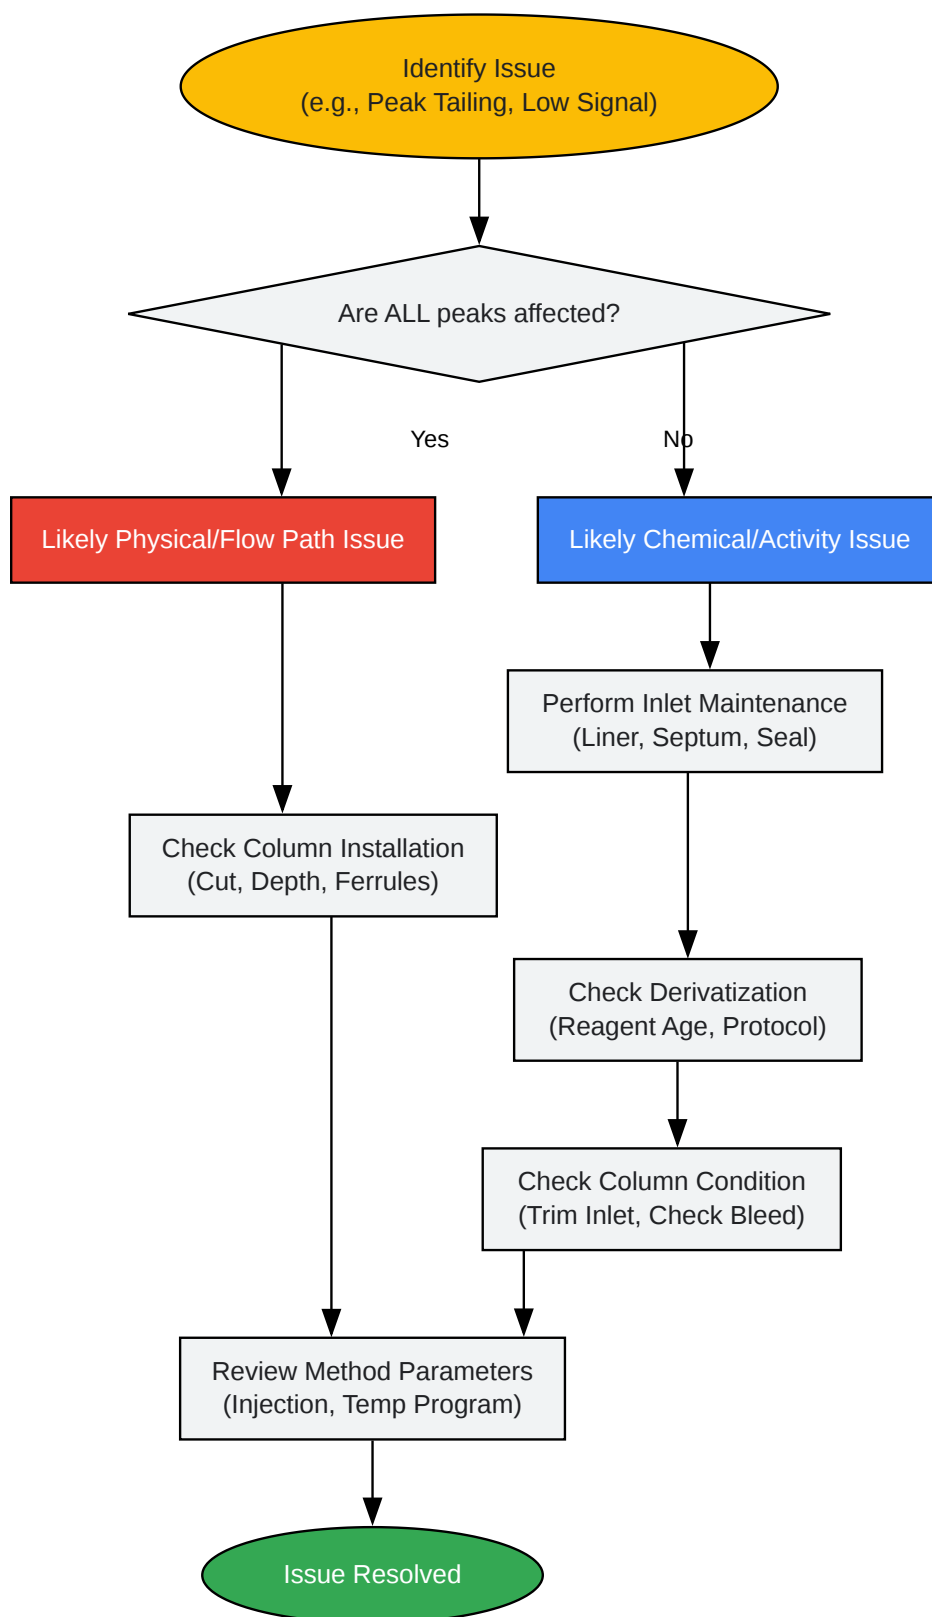 Identify Issue
(e.g., Peak Tailing, Low Signal)
Are ALL peaks affected?
Yes
No
Likely Physical/Flow Path Issue
Likely Chemical/Activity Issue
Perform Inlet Maintenance
(Liner, Septum, Seal)
Check Column Installation
(Cut, Depth, Ferrules)
Check Derivatization
(Reagent Age, Protocol)
Check Column Condition
(Trim Inlet, Check Bleed)
Review Method Parameters
(Injection, Temp Program)
Issue Resolved